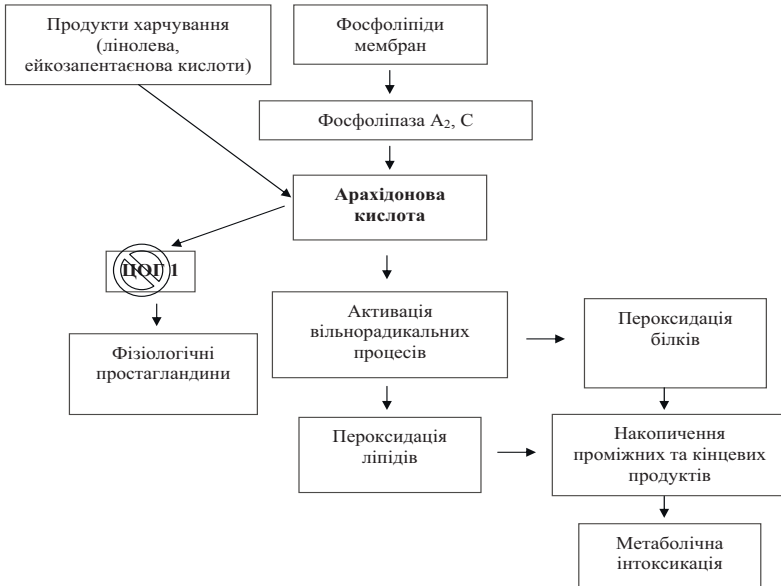 Продукти харчування
(лінолева,
ейкозапентаєнова кислоти)
Фосфоліпіди
мембран
Фосфоліпаза А₂, С
Арахідонова
кислота
ЦОГ 1
Фізіологічні
простагландини
Активація
вільнорадикальних
процесів
Пероксидація
білків
Пероксидація
ліпідів
Накопичення
проміжних та кінцевих
продуктів
Метаболічна
інтоксикація